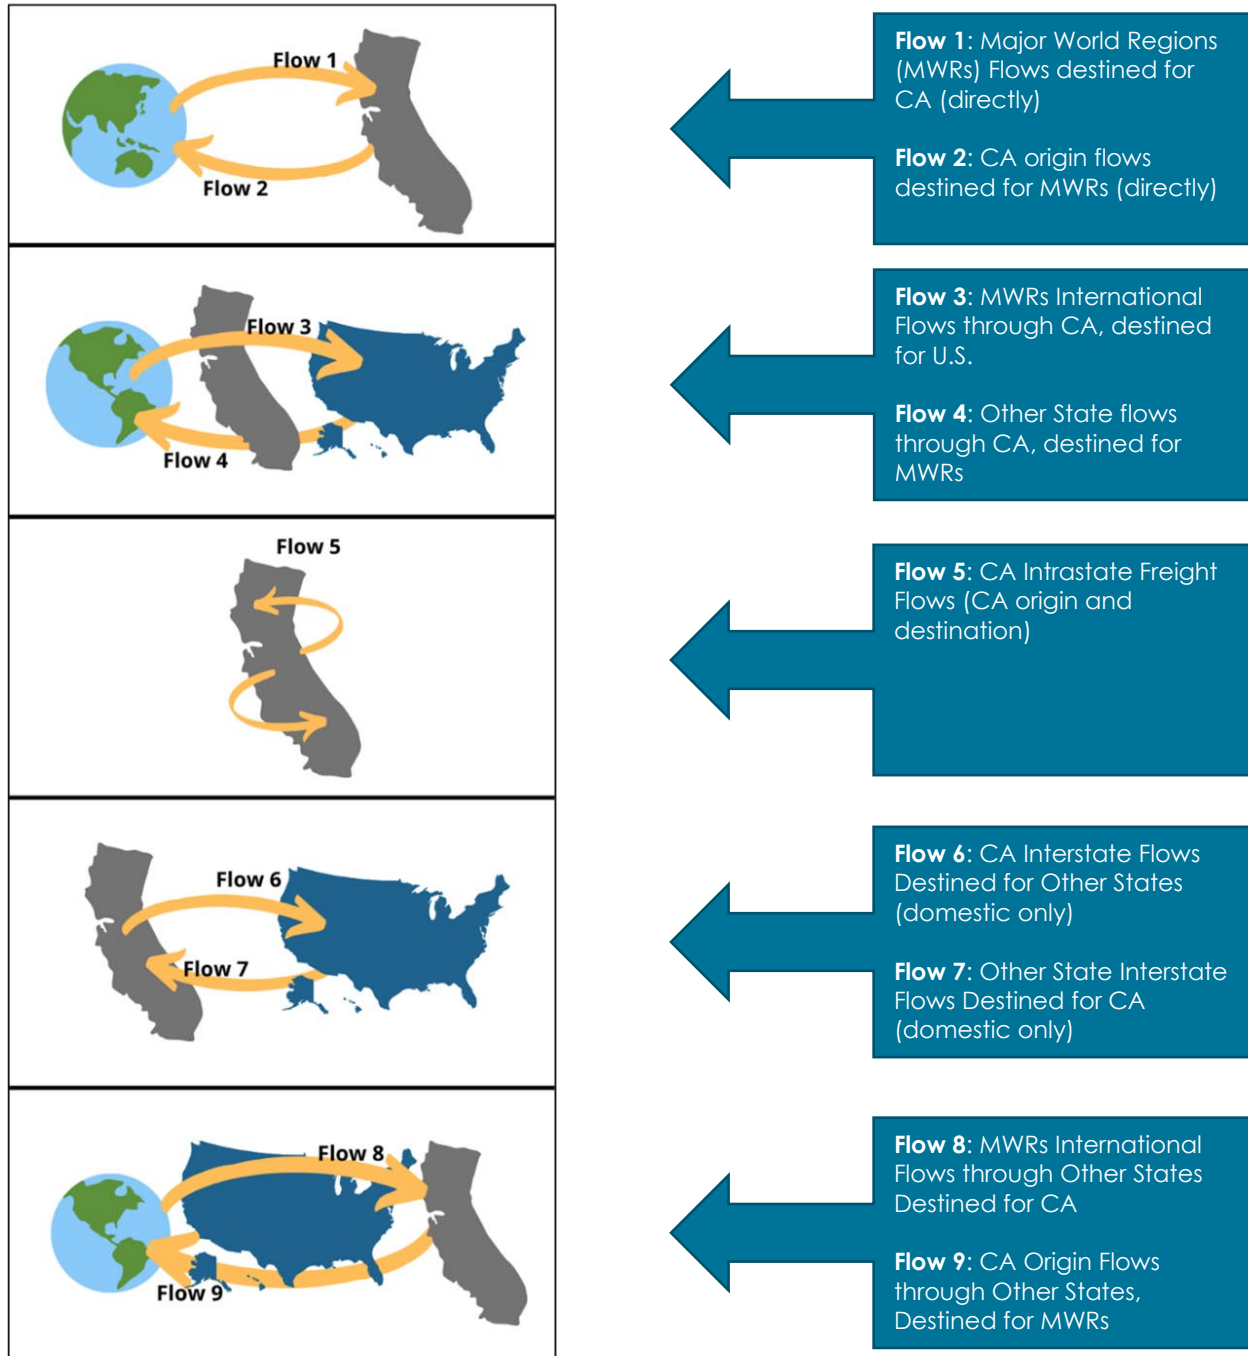 Flow 1
Flow 2
Flow 1: Major World Regions
(MWRs) Flows destined for
CA (directly)
Flow 2: CA origin flows
destined for MWRs (directly)
Flow 3
Flow 4
Flow 3: MWRs International
Flows through CA, destined
for U.S.
Flow 4: Other State flows
through CA, destined for
MWRs
Flow 5
Flow 5: CA Intrastate Freight
Flows (CA origin and
destination)
Flow 6
Flow 7
Flow 6: CA Interstate Flows
Destined for Other States
(domestic only)
Flow 7: Other State Interstate
Flows Destined for CA
(domestic only)
Flow 8
Flow 9
Flow 8: MWRs International
Flows through Other States
Destined for CA
Flow 9: CA Origin Flows
through Other States,
Destined for MWRs